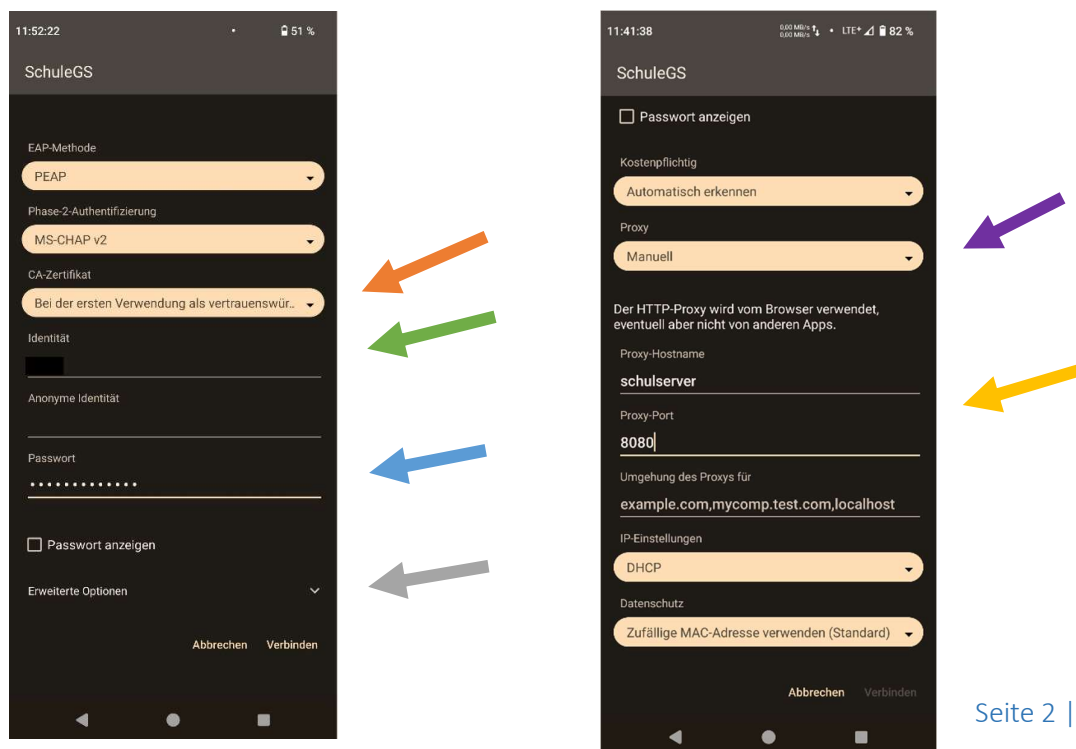 11:52:22
51 %
SchuleGS
EAP-Methode
PEAP
Phase-2-Authentifizierung
MS-CHAP v2
CA-Zertifikat
Bei der ersten Verwendung als vertrauenswür..
Identität
Anonyme Identität
Passwort
•••••••••••••
Passwort anzeigen
Erweiterte Optionen
Abbrechen Verbinden
11:41:38
0,00 MB/s
0,00 MB/s
LTE+ 82 %
SchuleGS
Passwort anzeigen
Kostenpflichtig
Automatisch erkennen
Proxy
Manuell
Der HTTP-Proxy wird vom Browser verwendet,
eventuell aber nicht von anderen Apps.
Proxy-Hostname
schulserver
Proxy-Port
8080
Umgehung des Proxys für
example.com,mycomp.test.com,localhost
IP-Einstellungen
DHCP
Datenschutz
Zufällige MAC-Adresse verwenden (Standard)
Abbrechen Verbinden
Seite 2 |